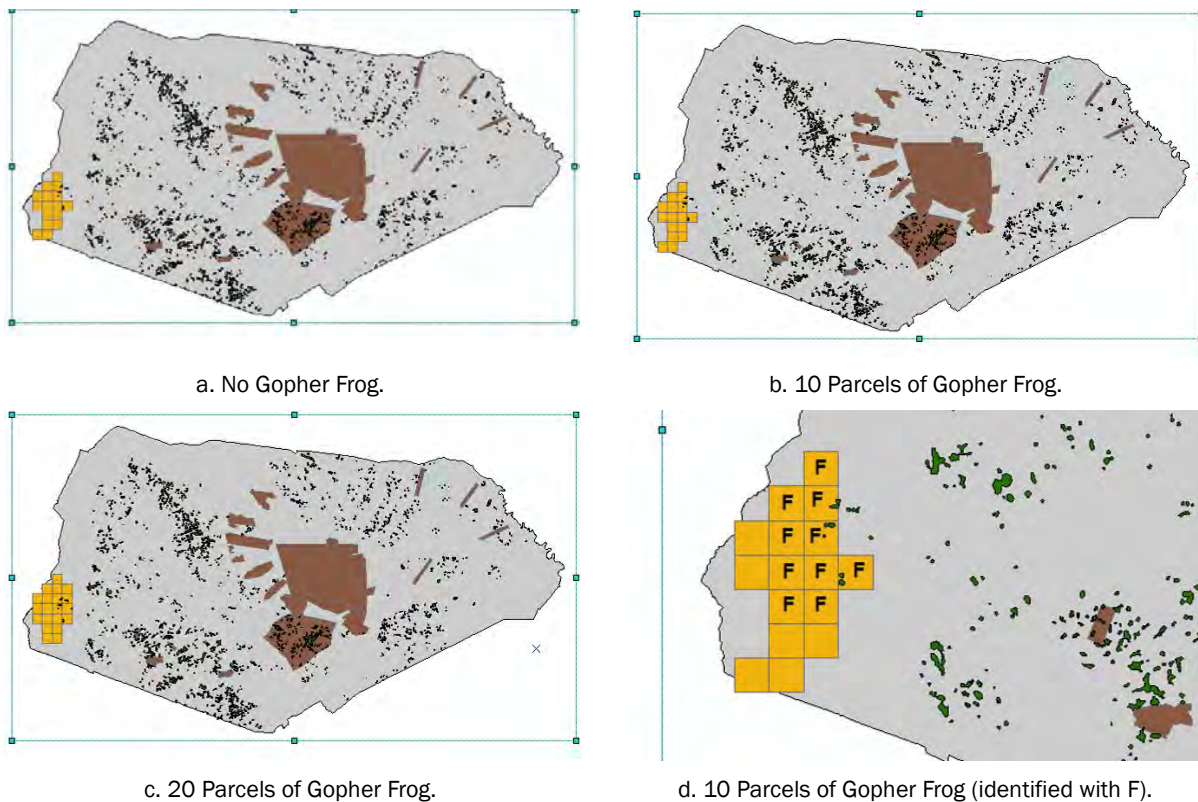 a. No Gopher Frog.
b. 10 Parcels of Gopher Frog.
c. 20 Parcels of Gopher Frog.
F
F F
F F
F F F
F F
d. 10 Parcels of Gopher Frog (identified with F).